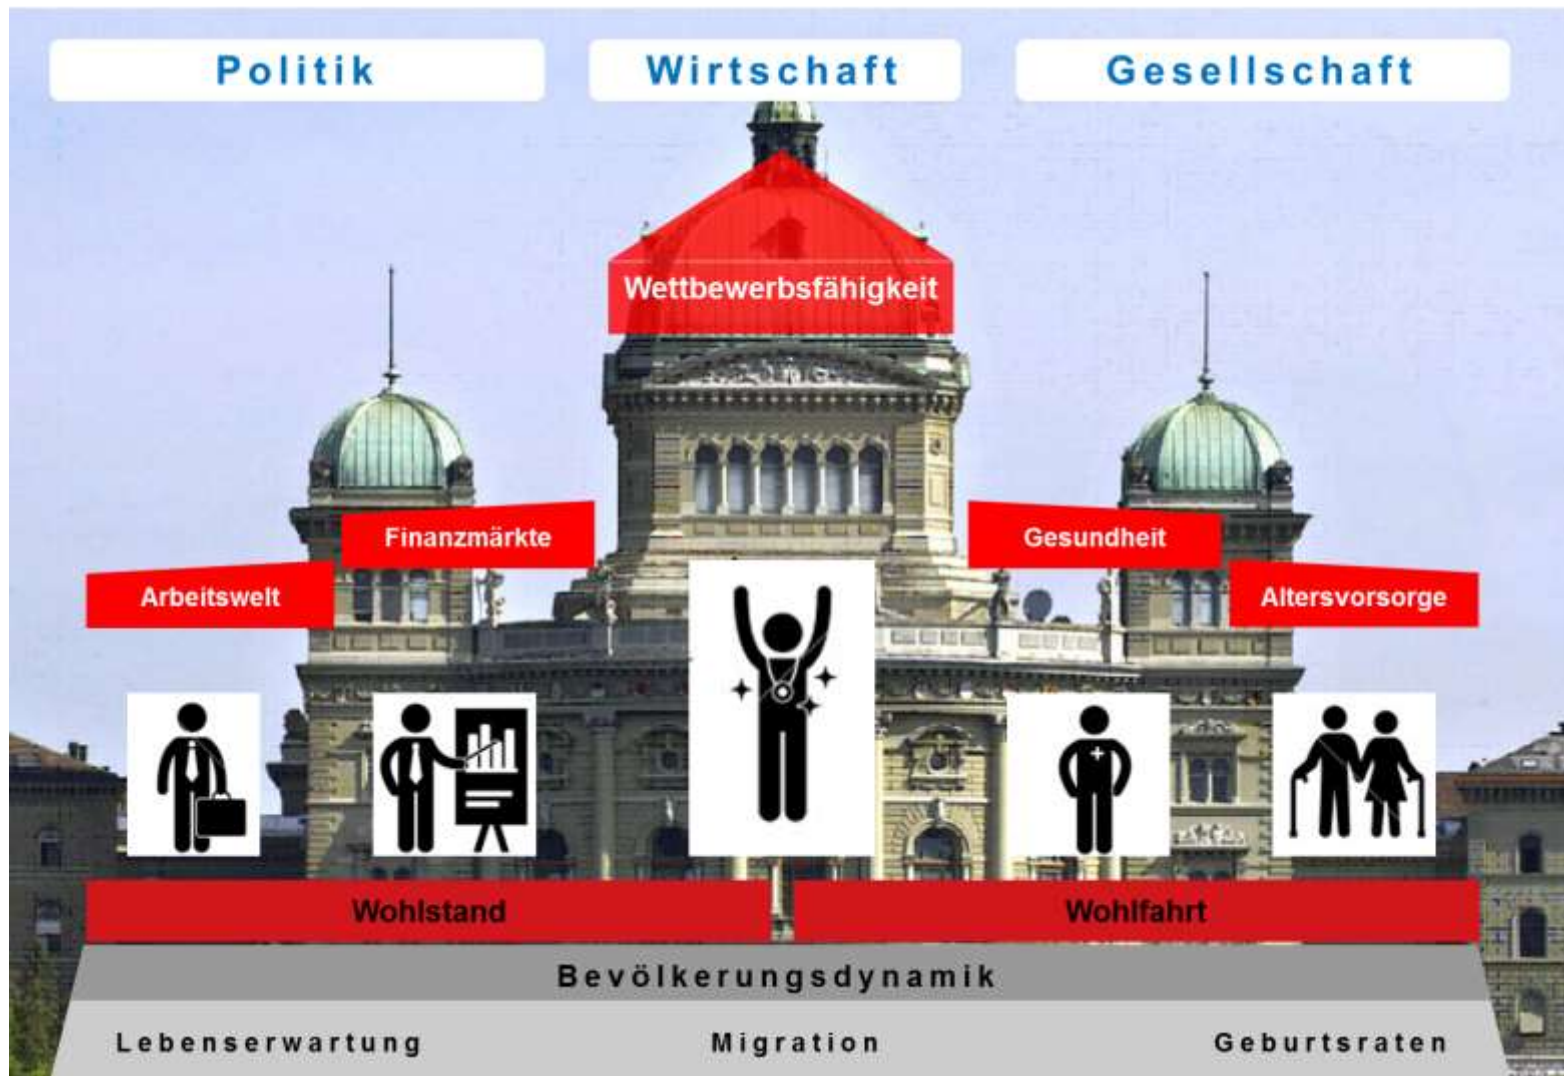 Politik
Wirtschaft
Gesellschaft
Wettbewerbsfähigkeit
Finanzmärkte
Gesundheit
Arbeitswelt
Altersvorsorge
Wohlstand
Wohlfahrt
Bevölkerungsdynamik
Lebenserwartung
Migration
Geburtsraten